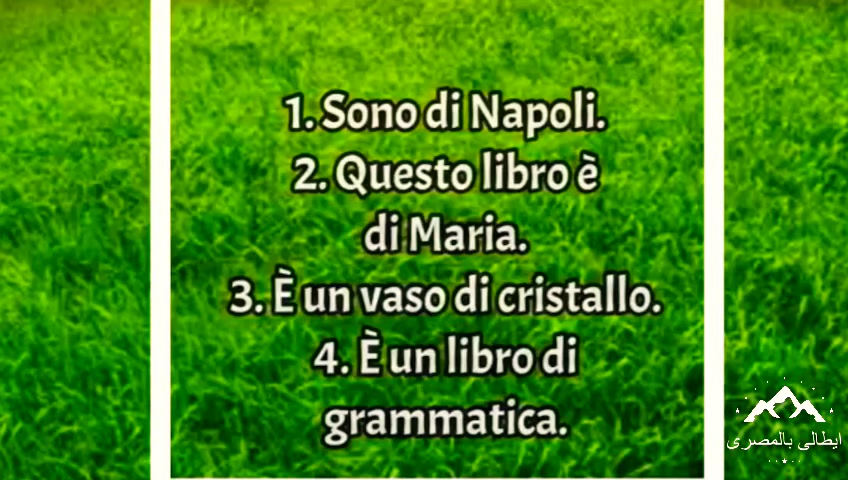 1. Sono di Napoli.
2. Questo libro è
di Maria.
3. È un vaso di cristallo.
4. È un libro di
grammatica.
ايطالى بالمصرى